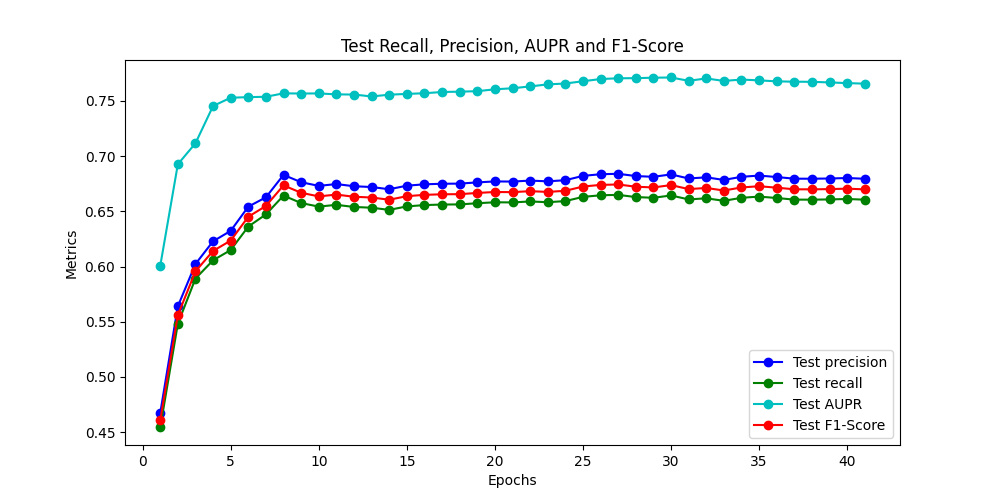 Test Recall, Precision, AUPR and F1-Score
Metrics
0.75
0.70
0.65
0.60
0.55
0.50
0.45
Test precision
Test recall
Test AUPR
Test F1-Score
0 5 10 15 20 25 30 35 40
Epochs